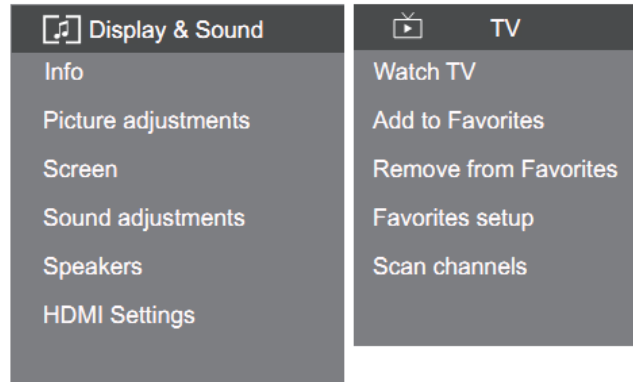 Display & Sound
Info
Picture adjustments
Screen
Sound adjustments
Speakers
HDMI Settings
TV
Watch TV
Add to Favorites
Remove from Favorites
Favorites setup
Scan channels